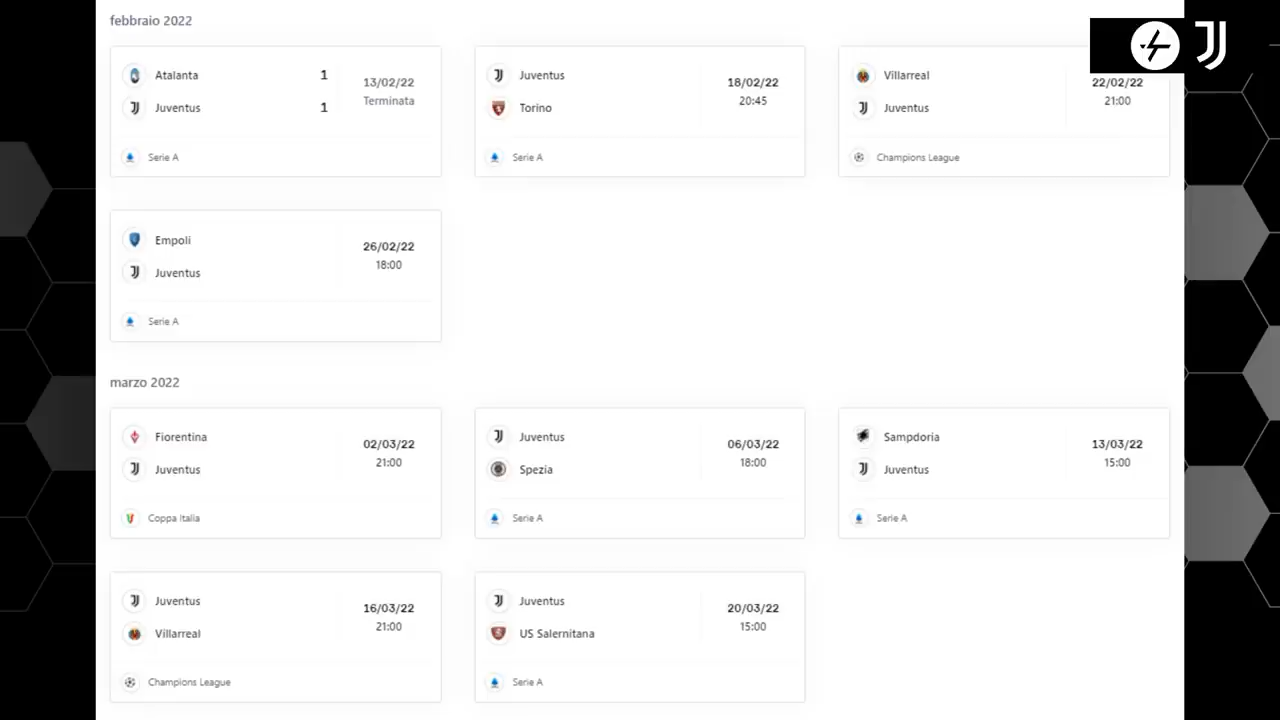 febbraio 2022
Atalanta 1
Juventus 1
13/02/22
Terminata
Serie A
Juventus
Torino
18/02/22
20:45
Serie A
Villarreal
Juventus
22/02/22
21:00
Champions League
Empoli
Juventus
26/02/22
18:00
Serie A
marzo 2022
Fiorentina
Juventus
02/03/22
21:00
Coppa Italia
Juventus
Spezia
06/03/22
18:00
Serie A
Sampdoria
Juventus
13/03/22
15:00
Serie A
Juventus
Villarreal
16/03/22
21:00
Champions League
Juventus
US Salernitana
20/03/22
15:00
Serie A